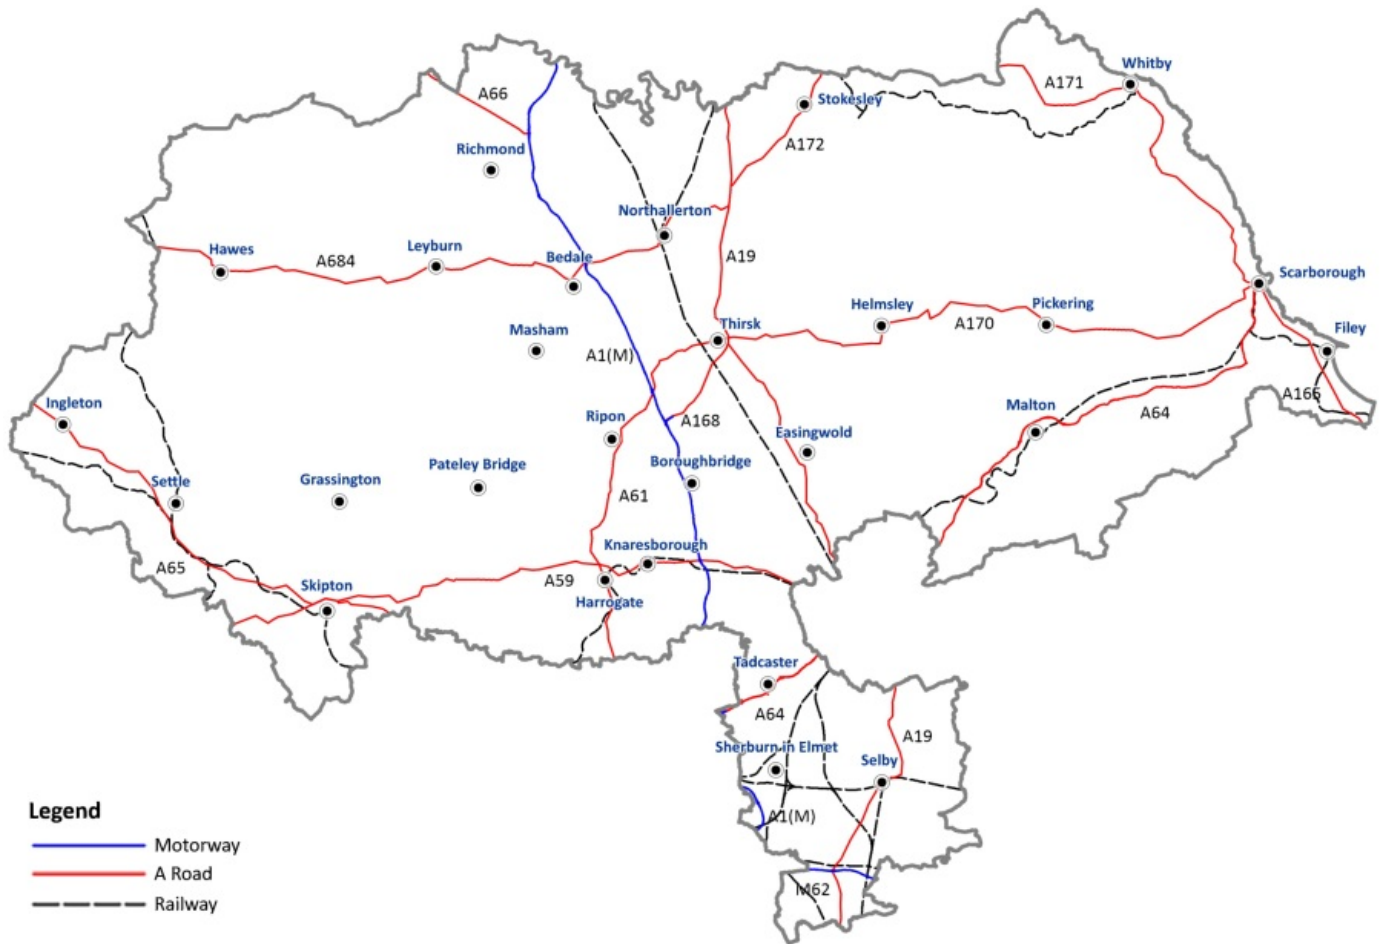 Whitby
A171
A66
Stokesley
A172
Richmond
Northallerton
Hawes
A684
Leyburn
Bedale
A19
Scarborough
Helmsley
Pickering
A170
Thirsk
Filey
Masham
A1(M)
A165
Ingleton
Ripon
A168
Malton
A64
Easingwold
Settle
Grassington
Pateley Bridge
Boroughbridge
A61
Knaresborough
A65
Skipton
A59
Harrogate
Tadcaster
A64
A19
Sherburn in Elmet
Selby
A1(M)
M62
Legend
Motorway
A Road
Railway